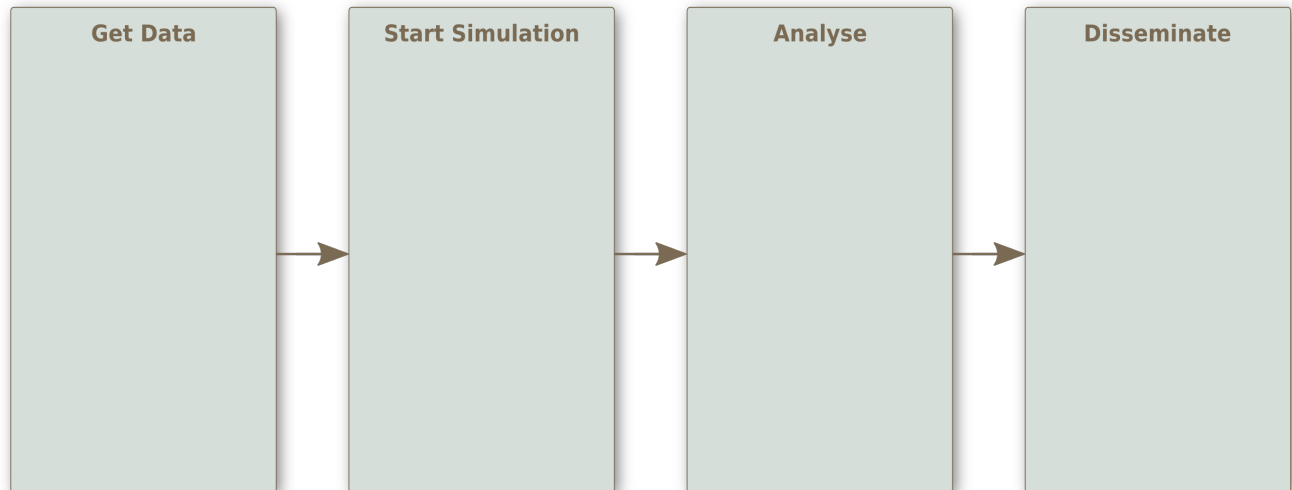 Get Data
Start Simulation
Analyse
Disseminate